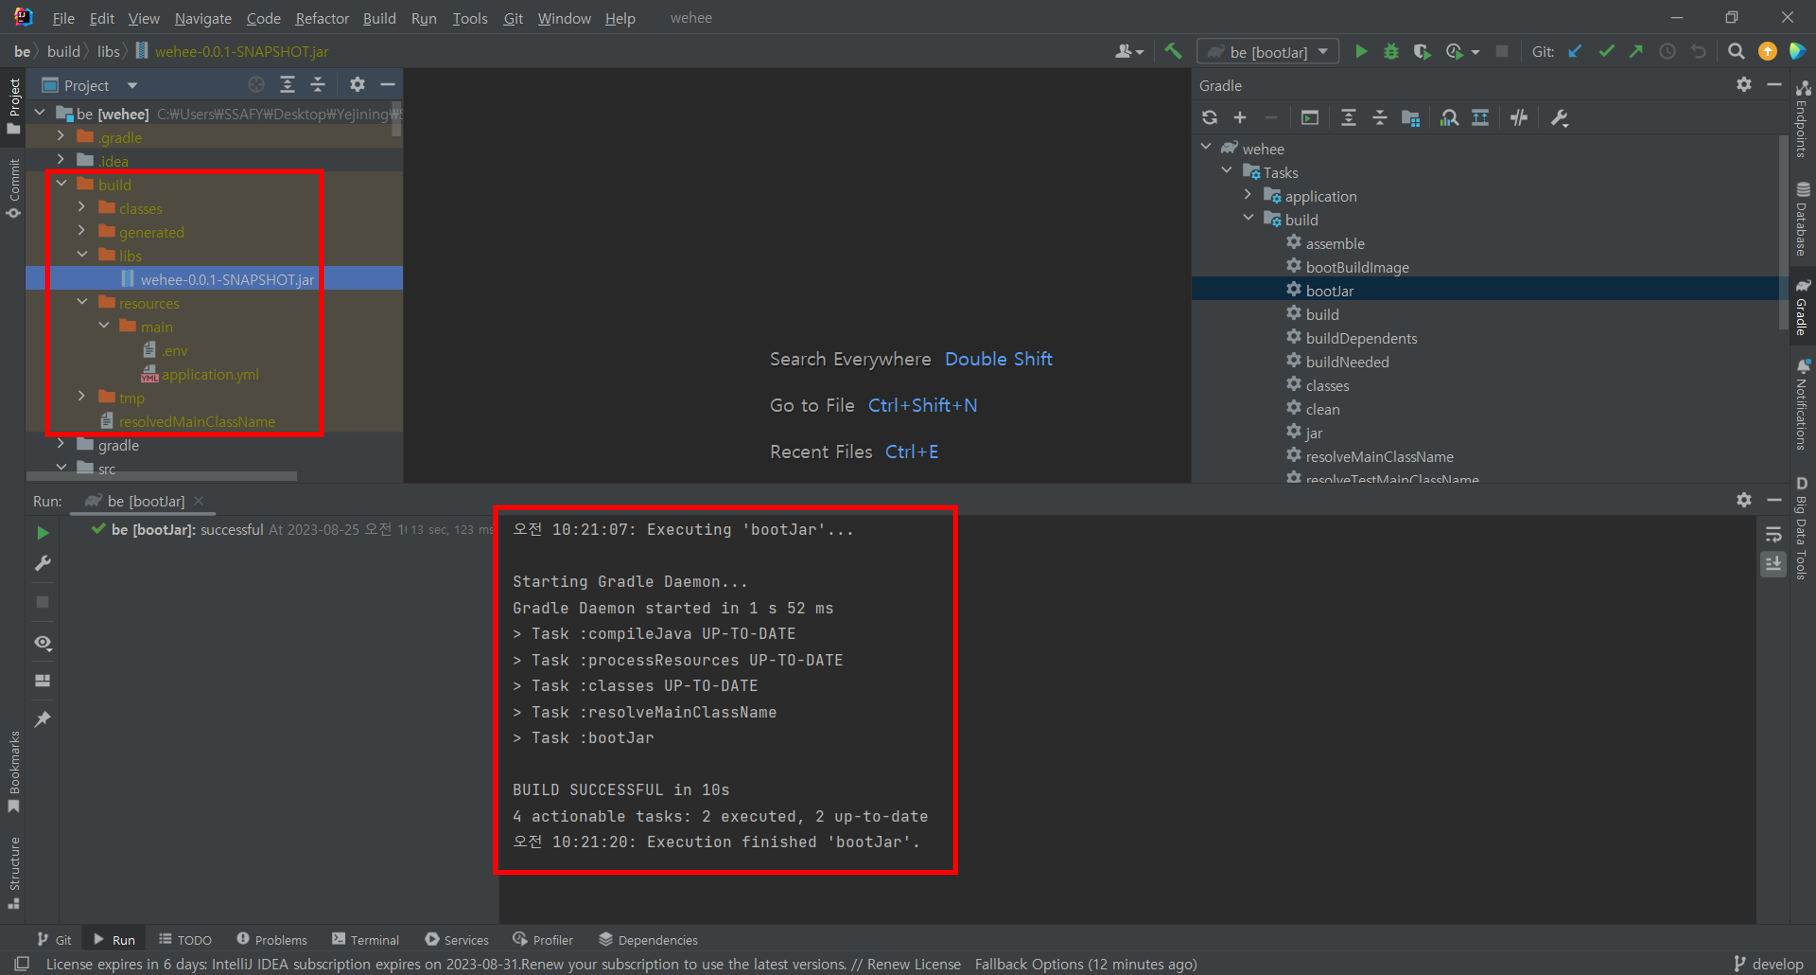 File Edit View Navigate Code Refactor Build Run Tools Git Window Help wehee
be build libs wehee-0.0.1-SNAPSHOT.jar be [bootJar] Git:
Project
Commit
Bookmarks
Structure
Project
be [wehee] C:₩Users₩SSAFY₩Desktop₩Yejining₩
.gradle
.idea
build
classes
generated
libs
wehee-0.0.1-SNAPSHOT.jar
resources
main
.env
application.yml
tmp
resolvedMainClassName
gradle
src
Search Everywhere Double Shift
Go to File Ctrl+Shift+N
Recent Files Ctrl+E
Gradle
wehee
Tasks
application
build
assemble
bootBuildImage
bootJar
build
buildDependents
buildNeeded
classes
clean
jar
resolveMainClassName
resolveTestMainClassName
Endpoints
Database
Gradle
Notifications
Big Data Tools
Run: be [bootJar]
be [bootJar]: successful At 2023-08-25 오전 13 sec, 123 ms
오전 10:21:07: Executing 'bootJar'...
Starting Gradle Daemon...
Gradle Daemon started in 1 s 52 ms
> Task :compileJava UP-TO-DATE
> Task :processResources UP-TO-DATE
> Task :classes UP-TO-DATE
> Task :resolveMainClassName
> Task :bootJar
BUILD SUCCESSFUL in 10s
4 actionable tasks: 2 executed, 2 up-to-date
오전 10:21:20: Execution finished 'bootJar'.
Git Run TODO Problems Terminal Services Profiler Dependencies
License expires in 6 days: IntelliJ IDEA subscription expires on 2023-08-31.Renew your subscription to use the latest versions. // Renew License Fallback Options (12 minutes ago) develop